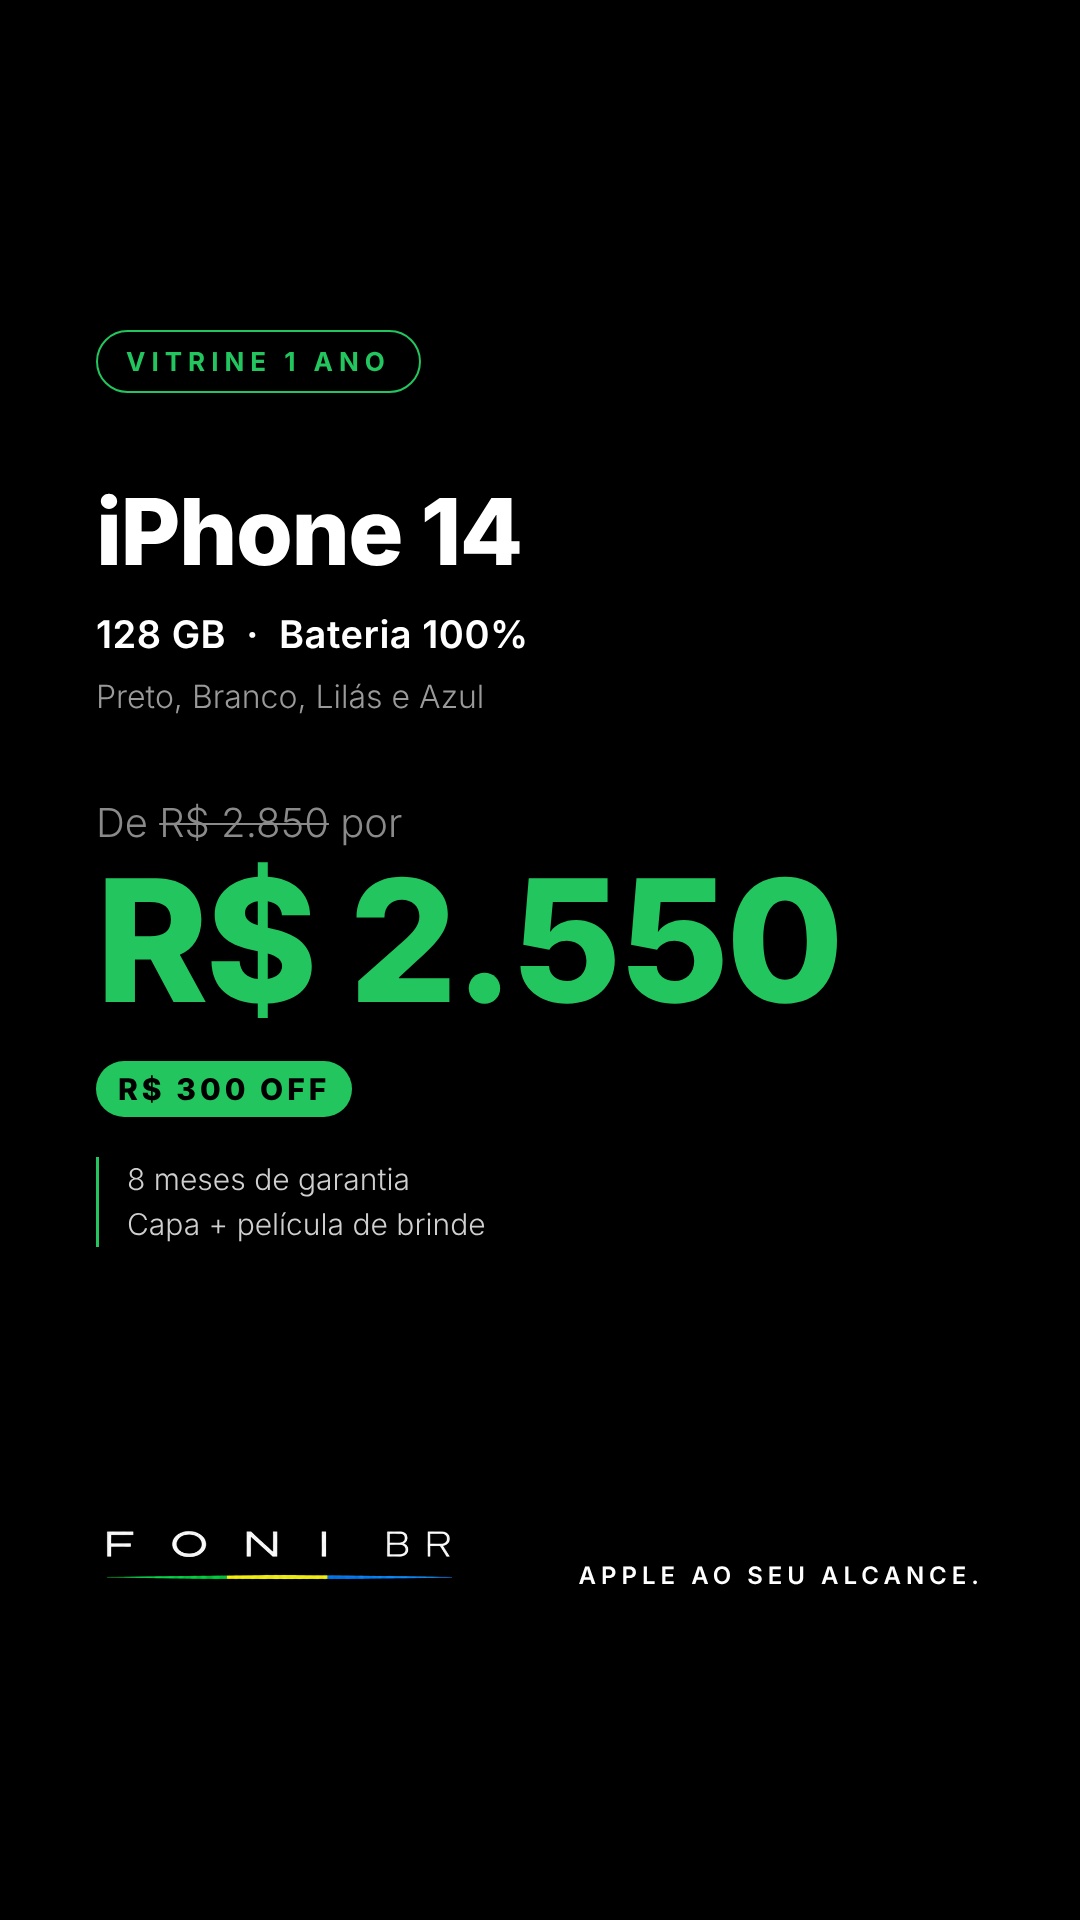 VITRINE 1 ANO
iPhone 14
128 GB · Bateria 100%
Preto, Branco, Lilás e Azul
De R$ 2.850 por
R$ 2.550
R$ 300 OFF
8 meses de garantia
Capa + película de brinde
FONI BR
APPLE AO SEU ALCANCE.